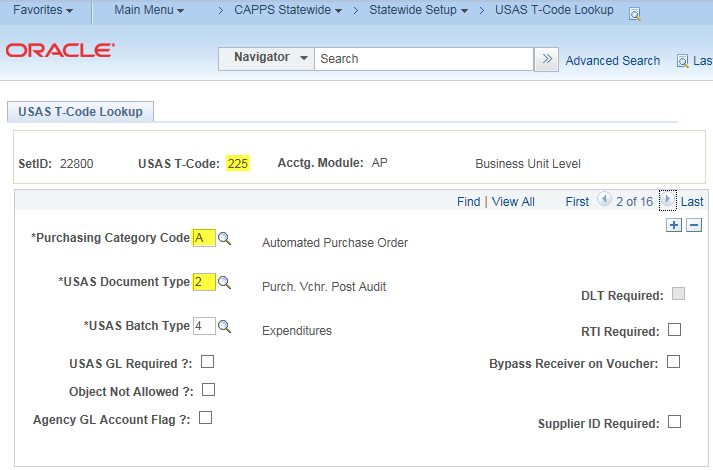 Favorites Main Menu > CAPPS Statewide > Statewide Setup > USAS T-Code Lookup
ORACLE
Navigator Search Advanced Search Las
USAS T-Code Lookup
SetID: 22800 USAS T-Code: 225 Acctg. Module: AP Business Unit Level
Find | View All First 2 of 16 Last
*Purchasing Category Code A Automated Purchase Order
*USAS Document Type 2 Purch. Vchr. Post Audit
DLT Required:
*USAS Batch Type 4 Expenditures
RTI Required:
USAS GL Required ?: Bypass Receiver on Voucher:
Object Not Allowed ?:
Agency GL Account Flag ?: Supplier ID Required: